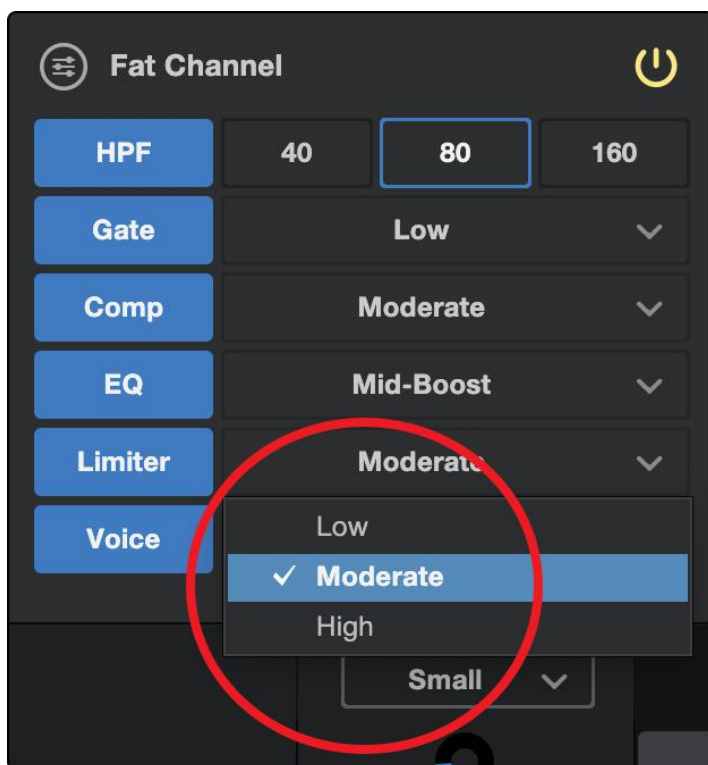 Fat Channel
HPF 40 80 160
Gate Low
Comp Moderate
EQ Mid-Boost
Limiter Moderate
Voice
Low
✓ Moderate
High
Small